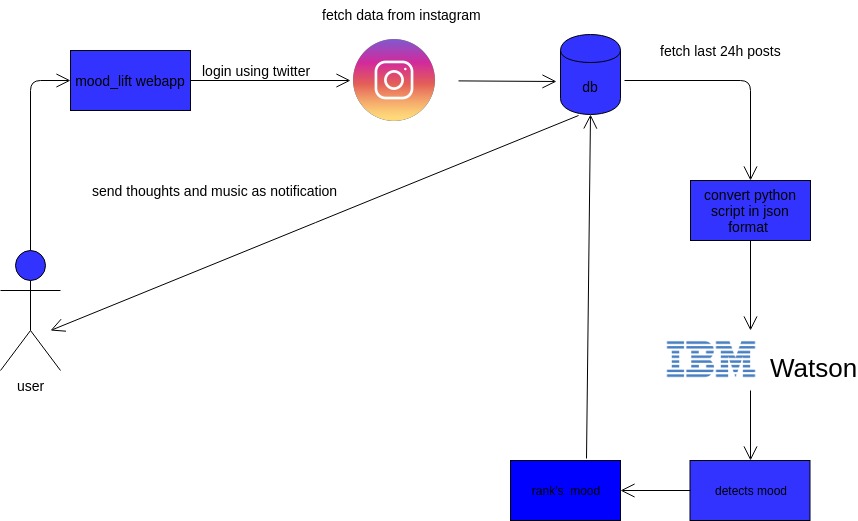 fetch data from instagram
fetch last 24h posts
mood_lift webapp
login using twitter
db
send thoughts and music as notification
convert python
script in json
format
IBM
Watson
user
rank's mood
detects mood